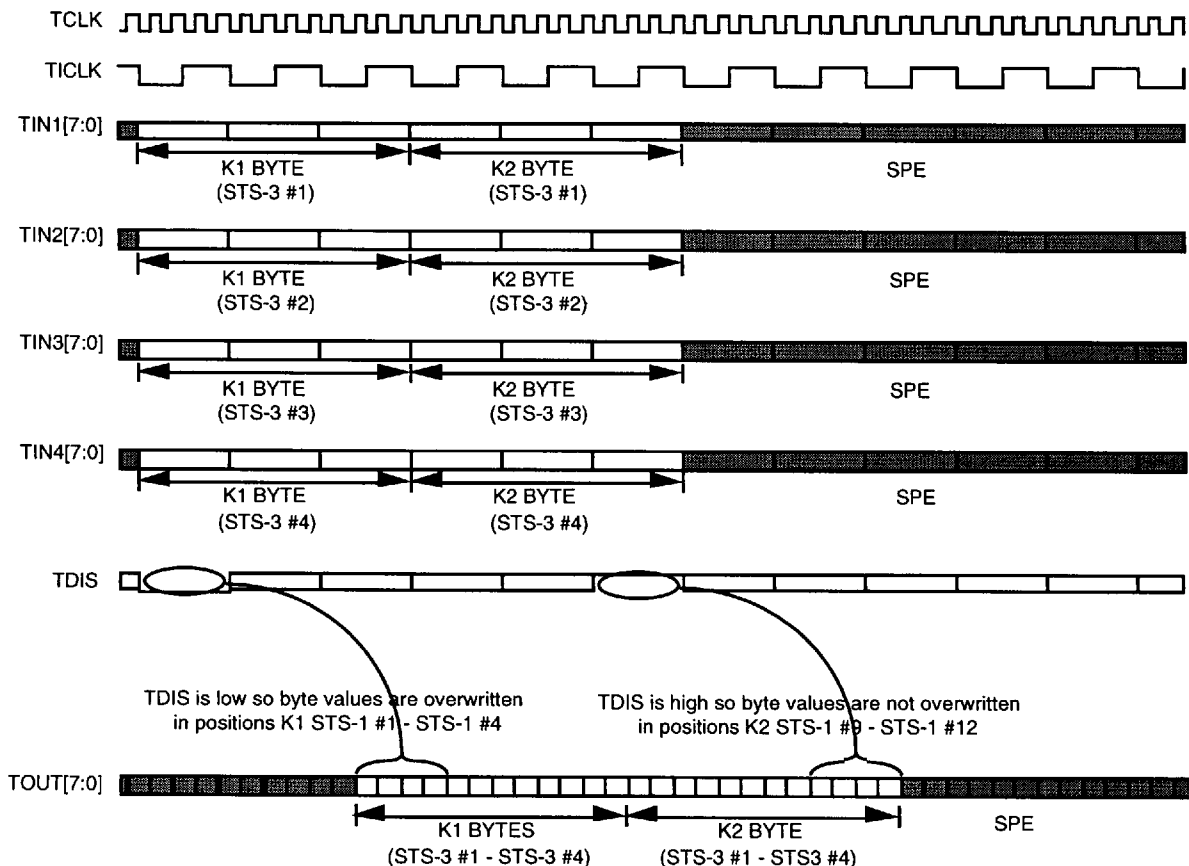 TCLK
TICLK
TIN1[7:0]
K1 BYTE
(STS-3 #1)
K2 BYTE
(STS-3 #1)
SPE
TIN2[7:0]
K1 BYTE
(STS-3 #2)
K2 BYTE
(STS-3 #2)
SPE
TIN3[7:0]
K1 BYTE
(STS-3 #3)
K2 BYTE
(STS-3 #3)
SPE
TIN4[7:0]
K1 BYTE
(STS-3 #4)
K2 BYTE
(STS-3 #4)
SPE
TDIS
TDIS is low so byte values are overwritten
in positions K1 STS-1 #1 - STS-1 #4
TDIS is high so byte values are not overwritten
in positions K2 STS-1 #9 - STS-1 #12
TOUT[7:0]
K1 BYTES
(STS-3 #1 - STS-3 #4)
K2 BYTE
(STS-3 #1 - STS3 #4)
SPE